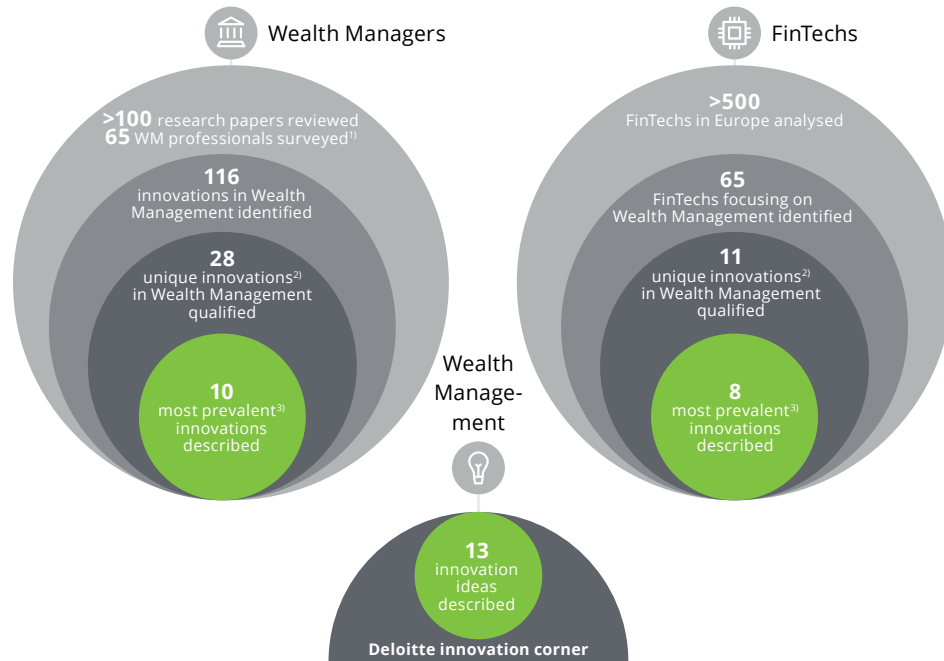 Wealth Managers
>100 research papers reviewed
65 WM professionals surveyed1)
116
innovations in Wealth
Management identified
28
unique innovations2)
in Wealth Management
qualified
10
most prevalent3)
innovations
described
FinTechs
>500
FinTechs in Europe analysed
65
FinTechs focusing on
Wealth Management identified
11
unique innovations2)
in Wealth Management
qualified
8
most prevalent3)
innovations
described
Wealth
Manage-
ment
13
innovation
ideas
described
Deloitte innovation corner